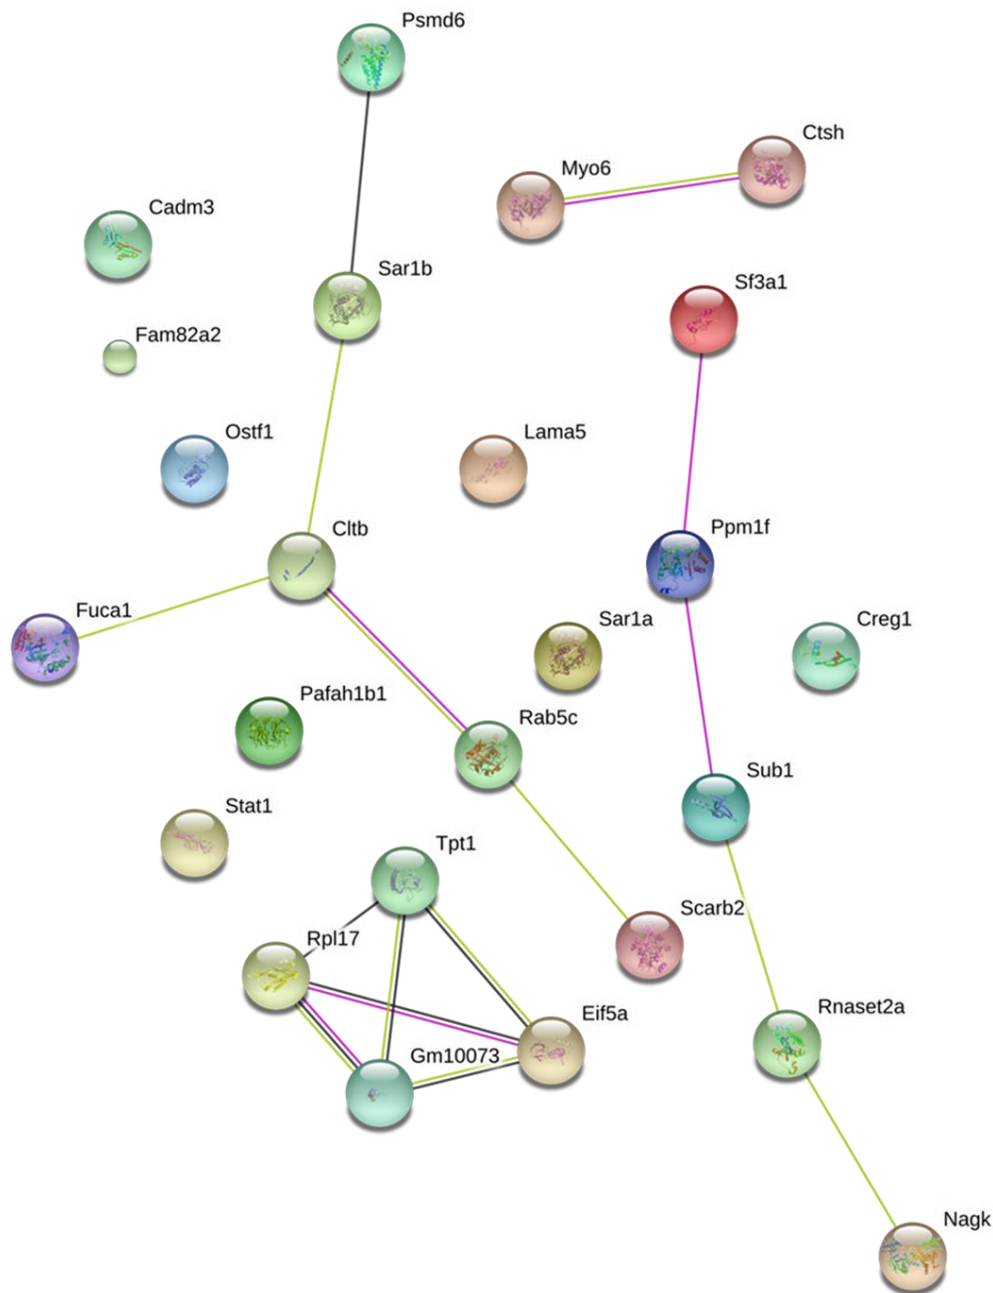 Psmd6
Ctsh
Myo6
Cadm3
Sar1b
Sf3a1
Fam82a2
Ostf1
Lama5
Cltb
Ppm1f
Fuca1
Sar1a
Creg1
Pafah1b1
Rab5c
Sub1
Stat1
Tpt1
Scarb2
Rpl17
Rnaset2a
Eif5a
Gm10073
Nagk